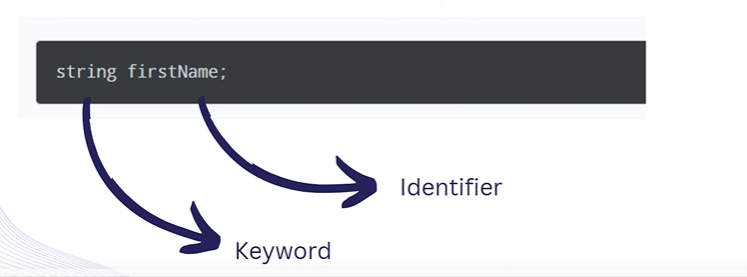 string firstName;
Identifier
Keyword